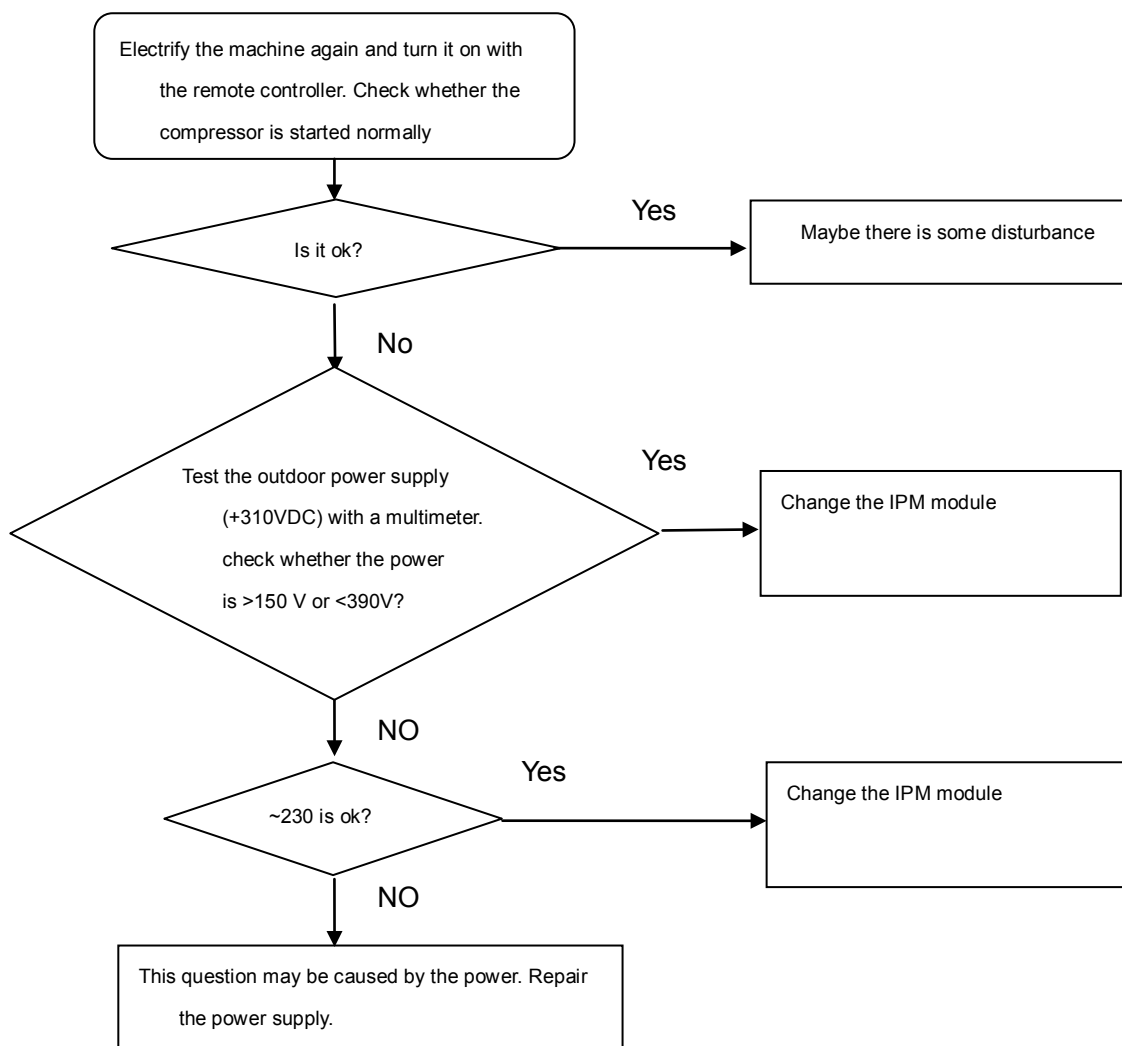 Electrify the machine again and turn it on with
the remote controller. Check whether the
compressor is started normally
Yes
Maybe there is some disturbance
Is it ok?
No
Yes
Test the outdoor power supply
(+310VDC) with a multimeter.
check whether the power
is >150 V or <390V?
Change the IPM module
NO
Yes
~230 is ok?
Change the IPM module
NO
This question may be caused by the power. Repair
the power supply.